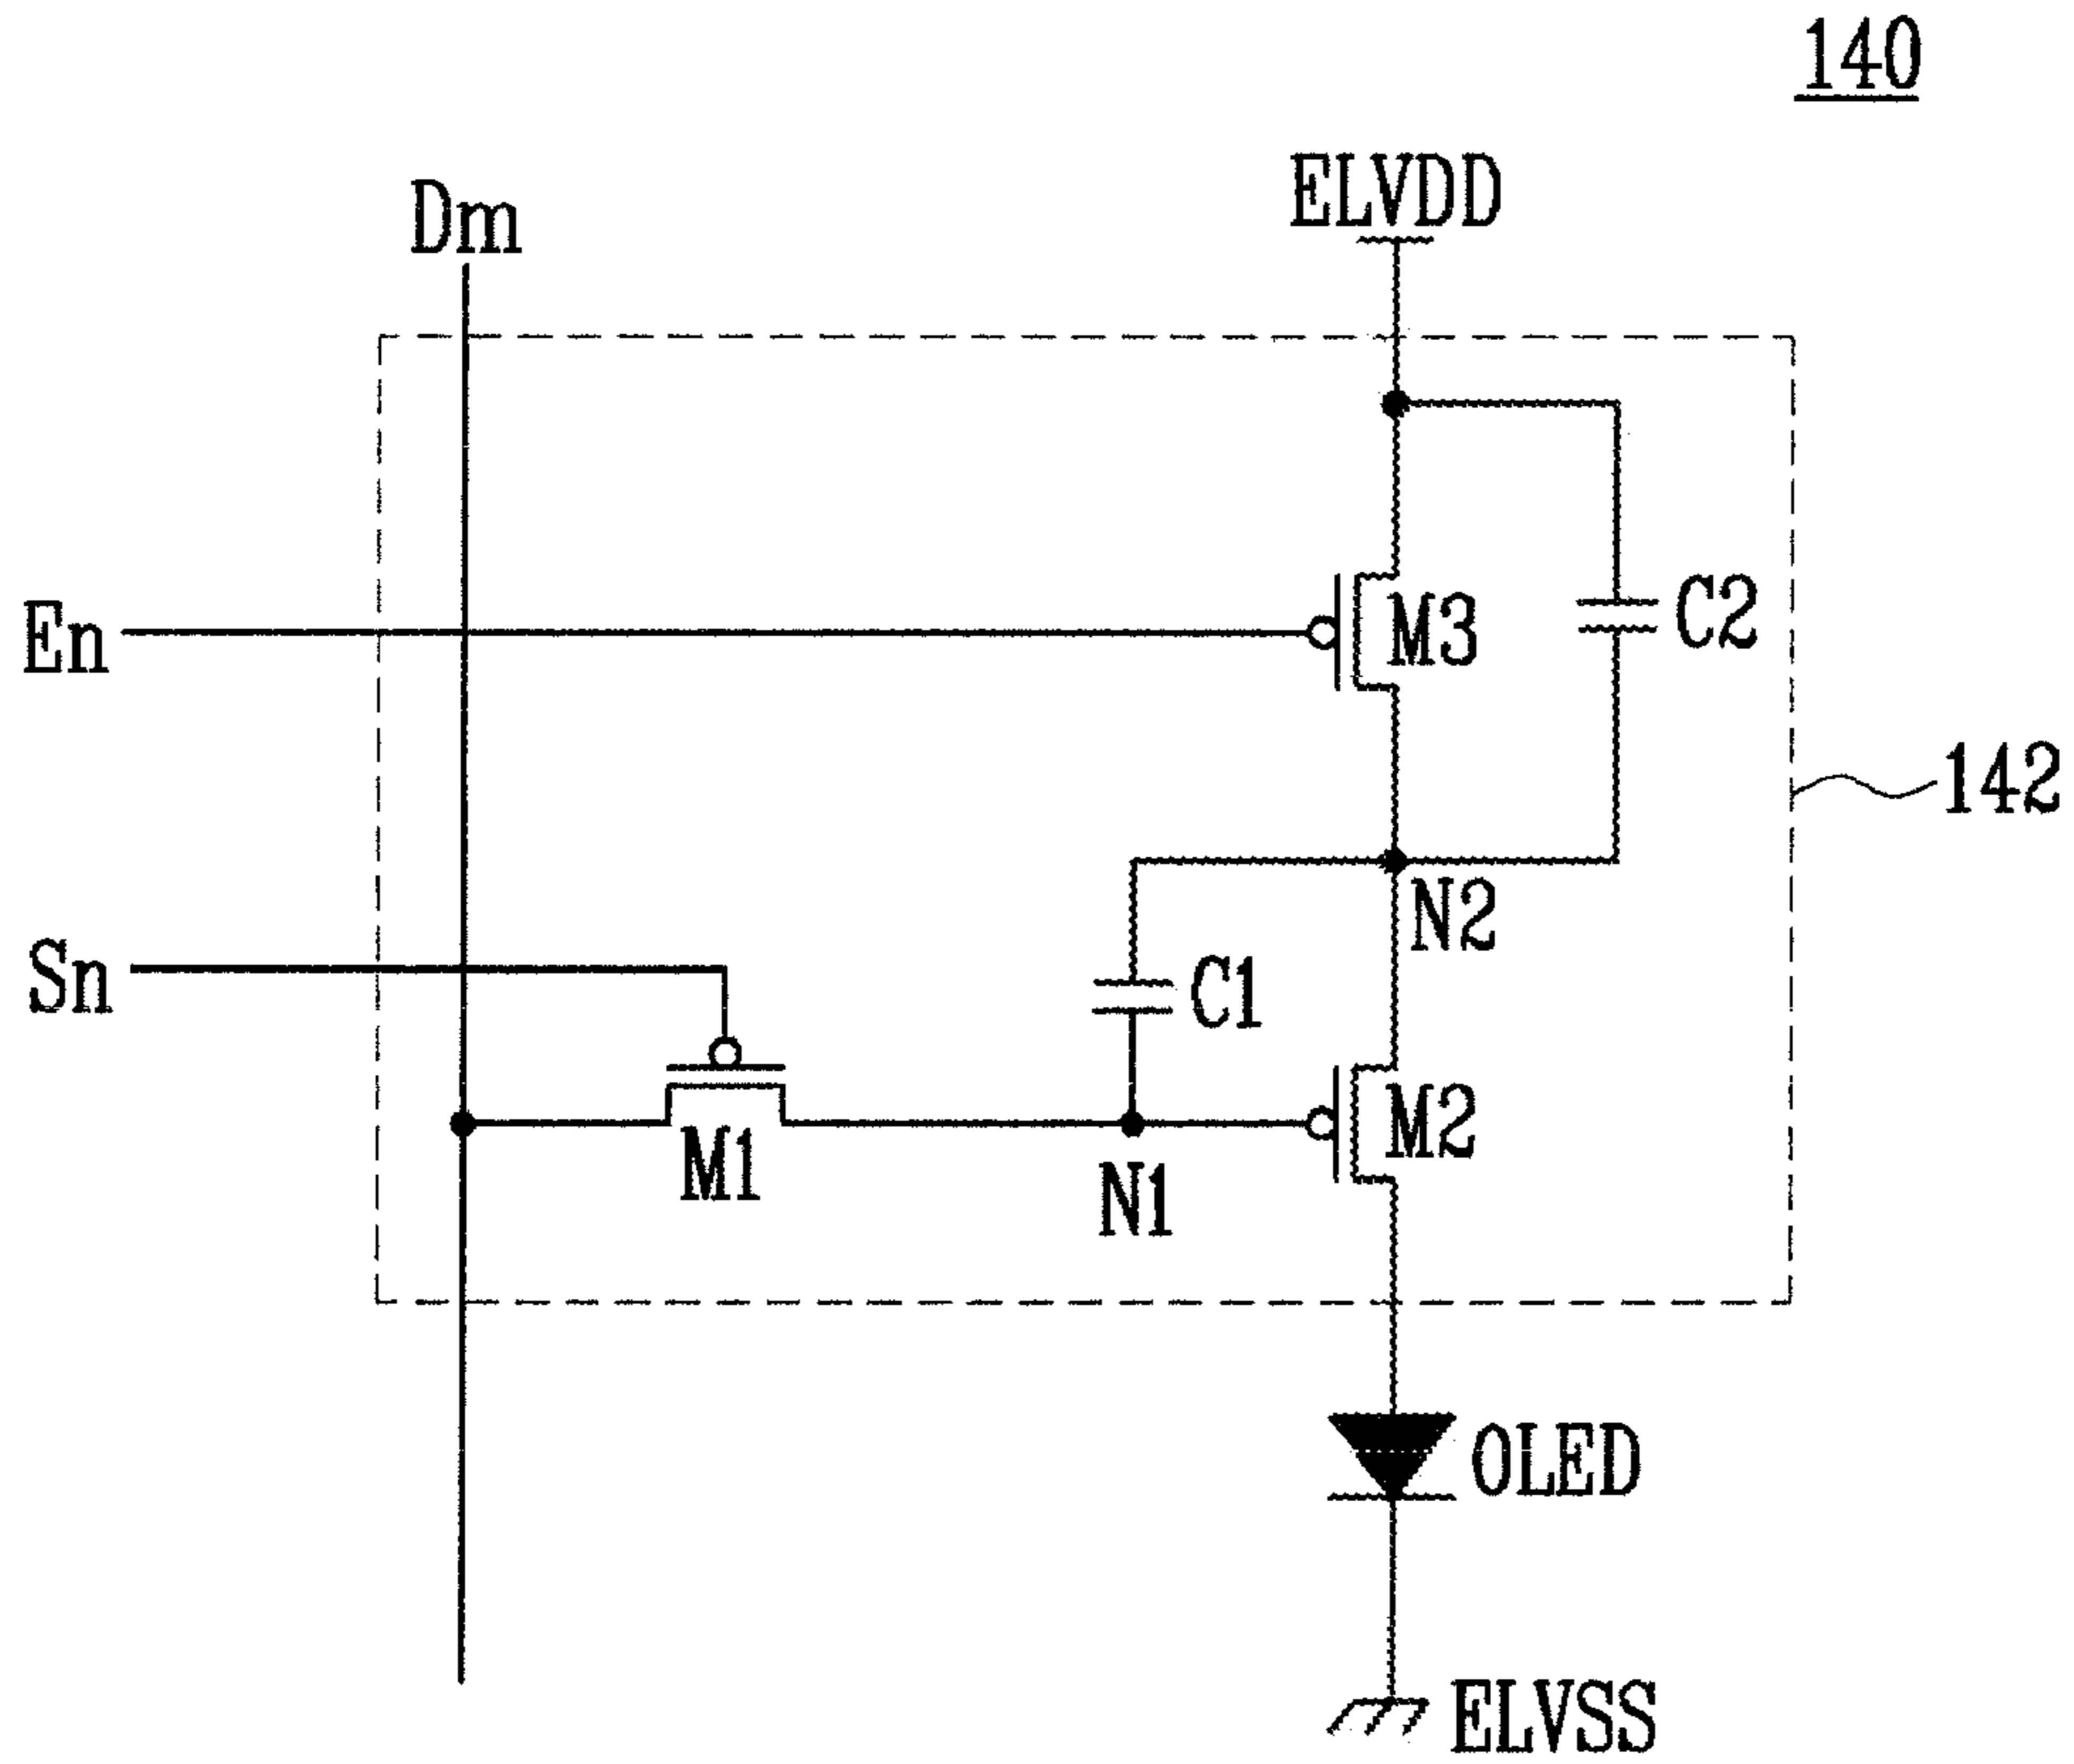 140
ELVDD
Dm
En
M3
C2
142
N2
Sn
C1
M2
M1
N1
OLED
ELVSS